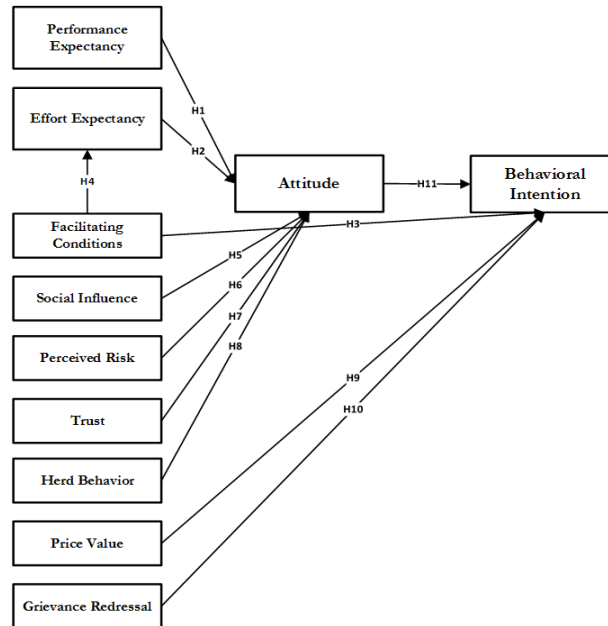 Performance
Expectancy
H1
Effort Expectancy
H2
Attitude
Behavioral
Intention
H11
H4
Facilitating
Conditions
H3
H5
Social Influence
H6
Perceived Risk
H7
H8
Trust
H9
Herd Behavior
H10
Price Value
Grievance Redressal